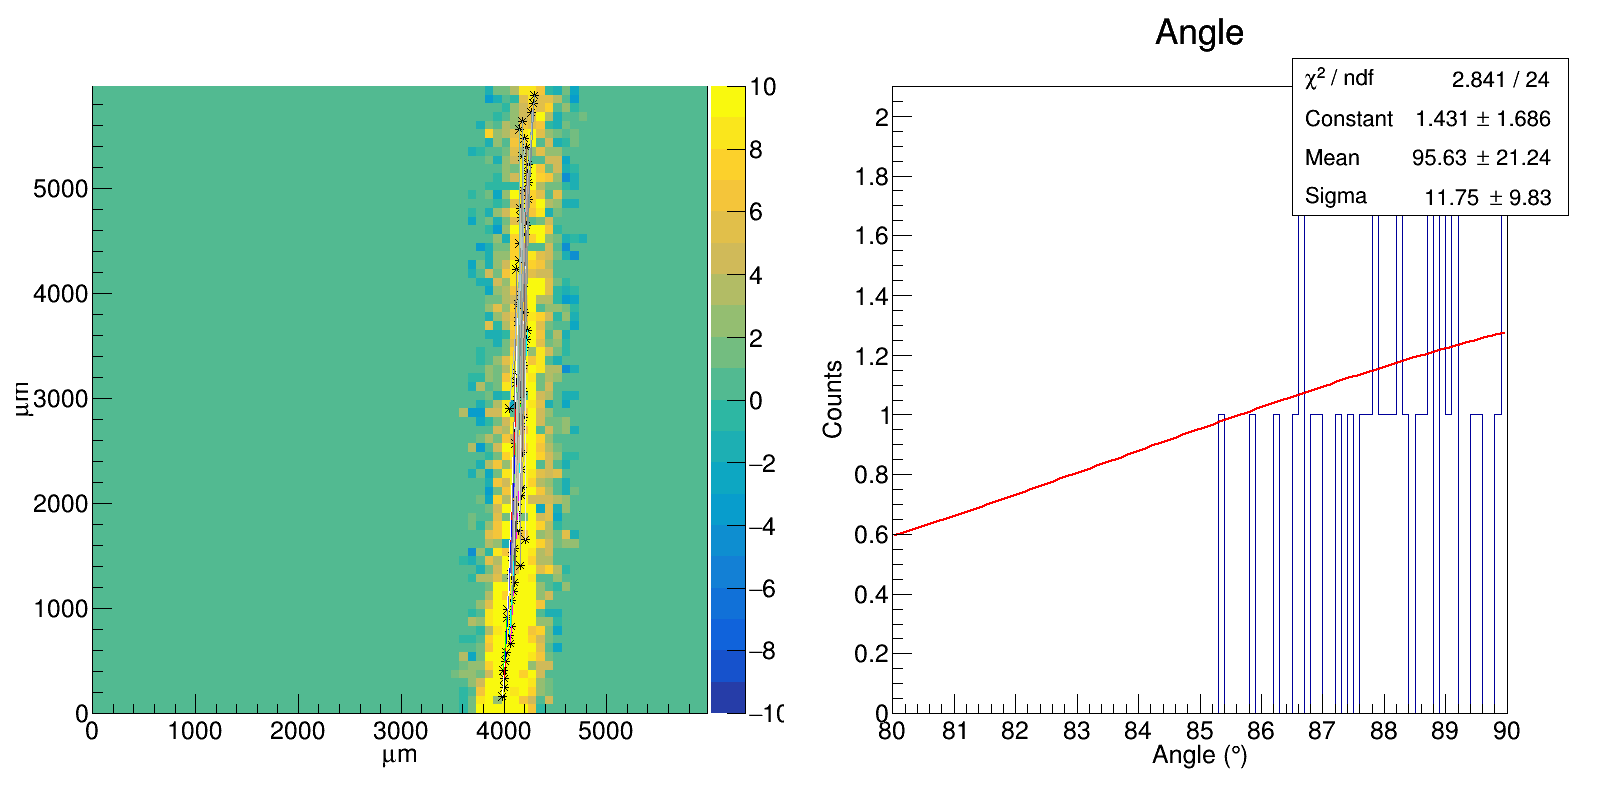 Angle
χ² / ndf 2.841 / 24
Constant 1.431 ± 1.686
Mean 95.63 ± 21.24
Sigma 11.75 ± 9.83
μm
5000
4000
3000
2000
1000
0
0 1000 2000 3000 4000 5000
μm
10
8
6
4
2
0
−2
−4
−6
−8
−10
Counts
2
1.8
1.6
1.4
1.2
1
0.8
0.6
0.4
0.2
0
80 81 82 83 84 85 86 87 88 89 90
Angle (°)